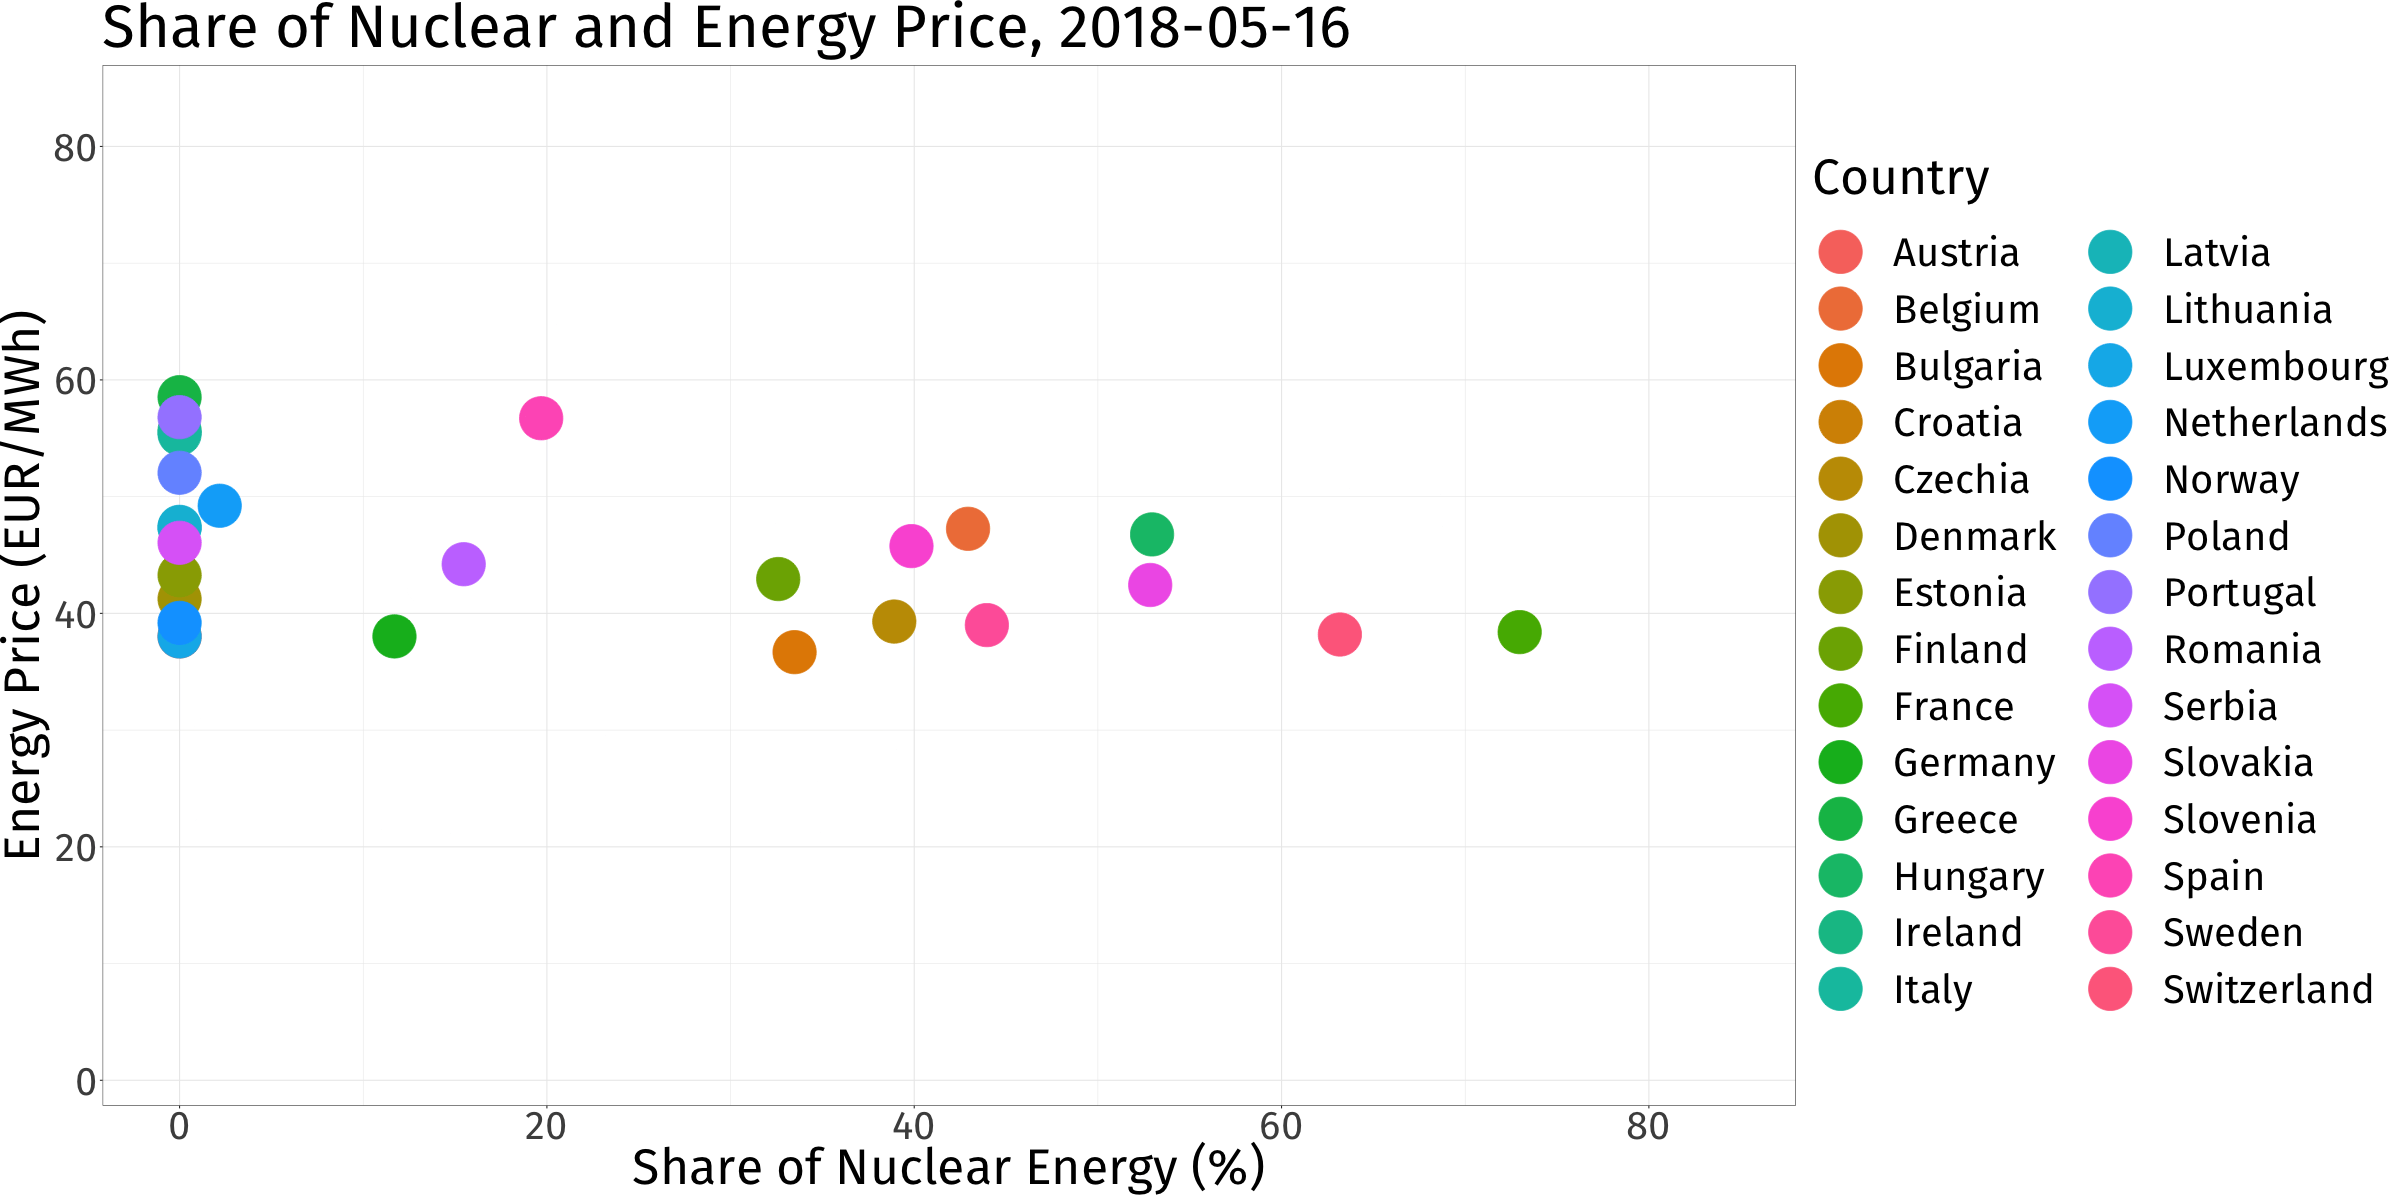 Share of Nuclear and Energy Price, 2018-05-16
Energy Price (EUR/MWh)
80
60
40
20
0
0 20 40 60 80
Share of Nuclear Energy (%)
Country
Austria
Belgium
Bulgaria
Croatia
Czechia
Denmark
Estonia
Finland
France
Germany
Greece
Hungary
Ireland
Italy
Latvia
Lithuania
Luxembourg
Netherlands
Norway
Poland
Portugal
Romania
Serbia
Slovakia
Slovenia
Spain
Sweden
Switzerland